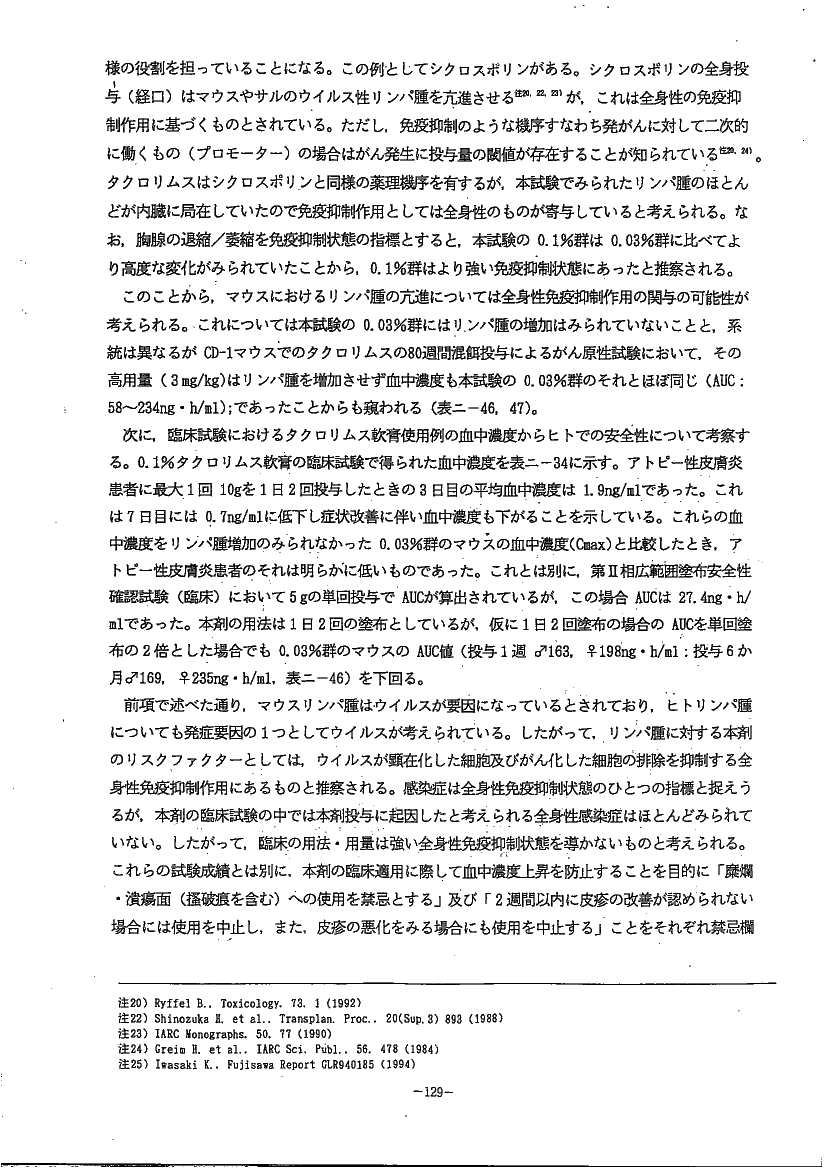 様の役割を担っていることになる。この例としてシクロスポリンがある。シクロスポリンの全身投
与（経口）はマウスやサルのウイルス性リンパ腫を亢進させる注20, 22, 23) が，これは全身性の免疫抑
制作用に基づくものとされている。ただし，免疫抑制のような機序すなわち発がんに対して二次的
に働くもの（プロモーター）の場合はがん発生に投与量の閾値が存在することが知られている注20, 24) 。
タクロリムスはシクロスポリンと同様の薬理機序を有するが，本試験でみられたリンパ腫のほとん
どが内臓に局在していたので免疫抑制作用としては全身性のものが寄与していると考えられる。な
お，胸腺の退縮／萎縮を免疫抑制状態の指標とすると，本試験の 0.1%群は 0.03%群に比べてよ
り高度な変化がみられていたことから，0.1%群はより強い免疫抑制状態にあったと推察される。
このことから，マウスにおけるリンパ腫の亢進については全身性免疫抑制作用の関与の可能性が
考えられる。これについては本試験の 0.03%群にはリンパ腫の増加はみられていないことと，系
統は異なるが CD-1マウスでのタクロリムスの80週間混餌投与によるがん原性試験において，その
高用量（３mg/kg)はリンパ腫を増加させず血中濃度も本試験の 0.03%群のそれとほぼ同じ（AUC：
58～234ng・h/ml);であったことからも窺われる（表ニ－46，47)。
次に，臨床試験におけるタクロリムス軟膏使用例の血中濃度からヒトでの安全性について考察す
る。0.1%タクロリムス軟膏の臨床試験で得られた血中濃度を表ニ－34に示す。アトピー性皮膚炎
患者に最大１回 10gを１日２回投与したときの３日目の平均血中濃度は 1.9ng/mlであった。これ
は７日目には 0.7ng/mlに低下し症状改善に伴い血中濃度も下がることを示している。これらの血
中濃度をリンパ腫増加のみられなかった 0.03%群のマウスの血中濃度(Cmax)と比較したとき，ア
トピー性皮膚炎患者のそれは明らかに低いものであった。これとは別に，第Ⅱ相広範囲塗布安全性
確認試験（臨床）において５gの単回投与で AUCが算出されているが，この場合 AUCは 27.4ng・h/
mlであった。本剤の用法は１日２回の塗布としているが，仮に１日２回塗布の場合の AUCを単回塗
布の２倍とした場合でも 0.03%群のマウスの AUC値（投与１週 ♂163，♀198ng・h/ml：投与６か
月♂169，♀235ng・h/ml，表ニ－46）を下回る。
前項で述べた通り，マウスリンパ腫はウイルスが要因になっているとされており，ヒトリンパ腫
についても発症要因の１つとしてウイルスが考えられている。したがって，リンパ腫に対する本剤
のリスクファクターとしては，ウイルスが顕在化した細胞及びがん化した細胞の排除を抑制する全
身性免疫抑制作用にあるものと推察される。感染症は全身性免疫抑制状態のひとつの指標と捉えう
るが，本剤の臨床試験の中では本剤投与に起因したと考えられる全身性感染症はほとんどみられて
いない。したがって，臨床の用法・用量は強い全身性免疫抑制状態を導かないものと考えられる。
これらの試験成績とは別に，本剤の臨床適用に際して血中濃度上昇を防止することを目的に「糜爛
・潰瘍面（搔破痕を含む）への使用を禁忌とする」及び「２週間以内に皮疹の改善が認められない
場合には使用を中止し，また，皮疹の悪化をみる場合にも使用を中止する」ことをそれぞれ禁忌欄
注20) Ryffel B., Toxicology, 73, 1 (1992)
注22) Shinozuka H. et al., Transplan. Proc., 20(Sup.3) 893 (1988)
注23) IARC Monographs, 50, 77 (1990)
注24) Greim H. et al., IARC Sci. Publ., 56, 478 (1984)
注25) Iwasaki K., Fujisawa Report GLR940185 (1994)
－129－